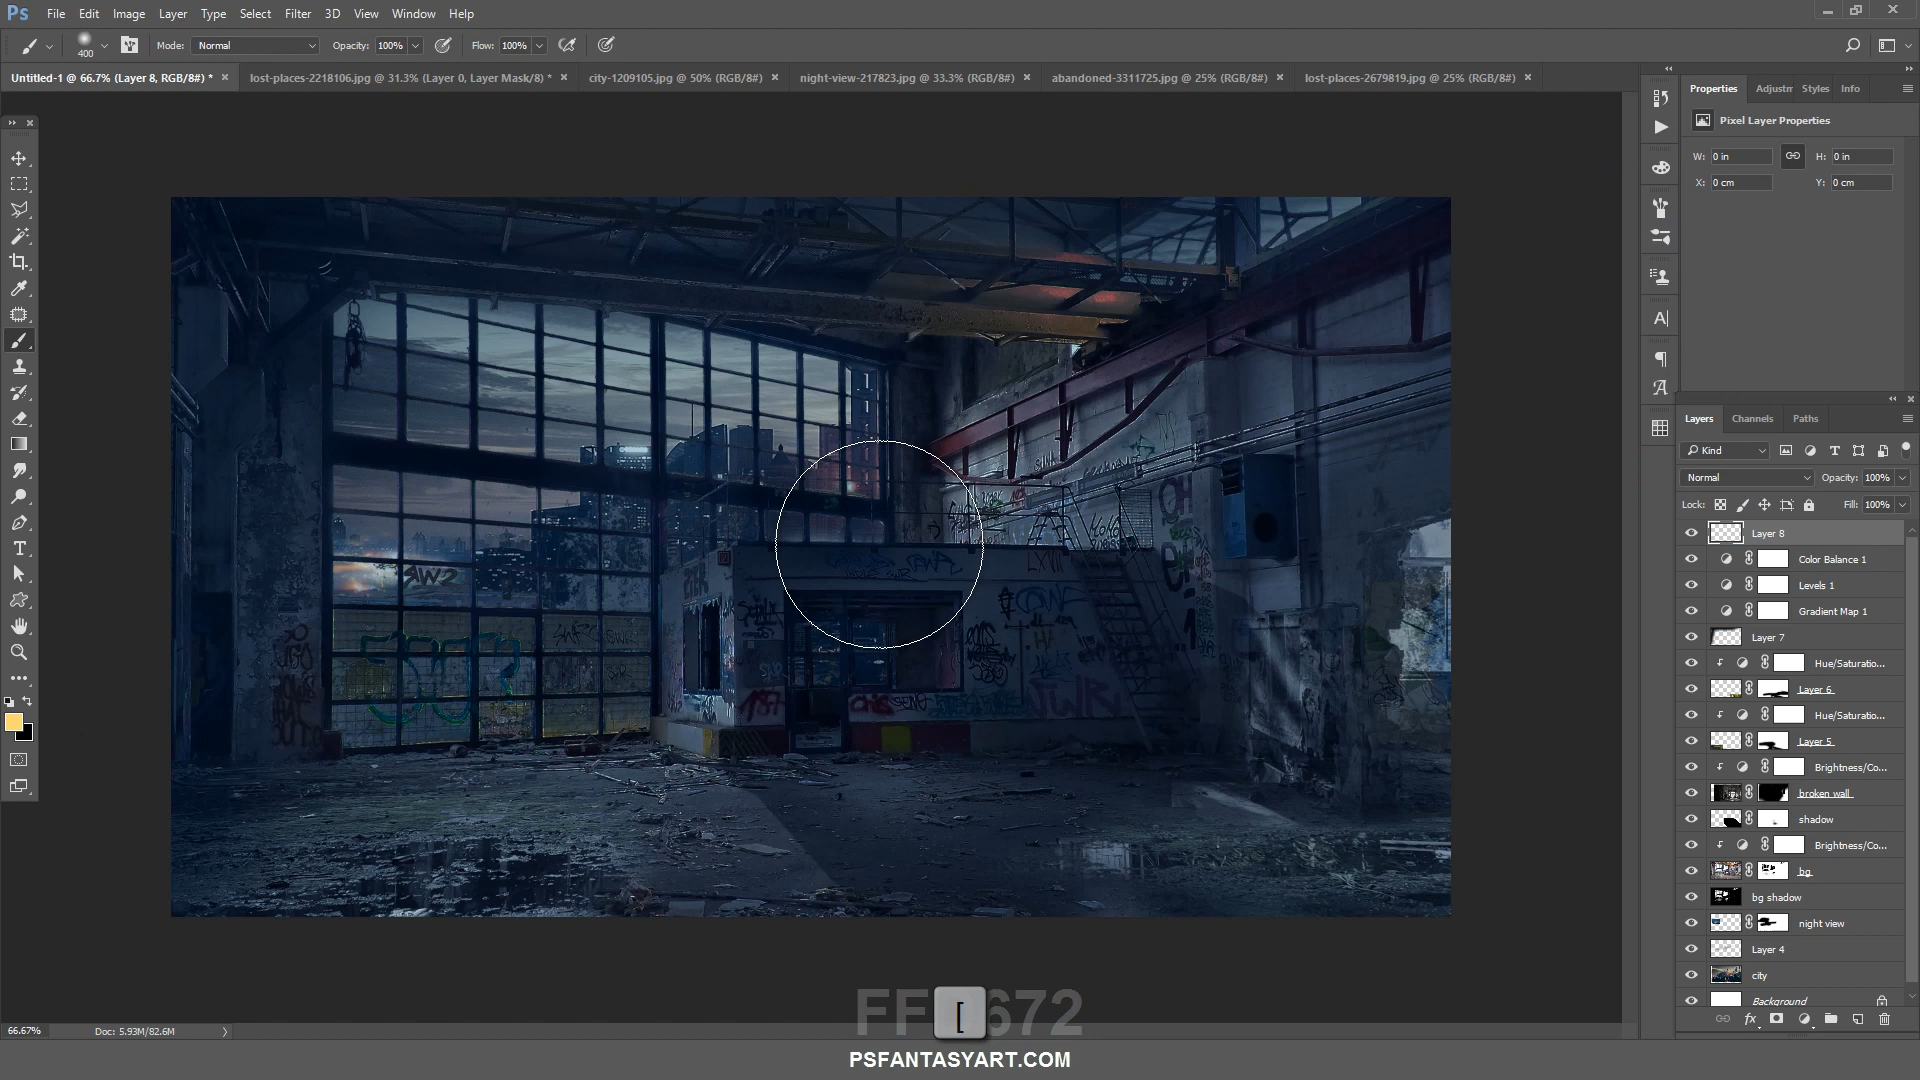 Ps File Edit Image Layer Type Select Filter 3D View Window Help
400 Mode: Normal Opacity: 100% Flow: 100%
Untitled-1 @ 66.7% (Layer 8, RGB/8#) * × lost-places-2218106.jpg @ 31.3% (Layer 0, Layer Mask/8) * × city-1209105.jpg @ 50% (RGB/8#) × night-view-217823.jpg @ 33.3% (RGB/8#) × abandoned-3311725.jpg @ 25% (RGB/8#) × lost-places-2679819.jpg @ 25% (RGB/8#) ×
Properties Adjustm Styles Info
Pixel Layer Properties
W: 0 in H: 0 in
X: 0 cm Y: 0 cm
Layers Channels Paths
Kind
Normal Opacity: 100%
Lock: Fill: 100%
Layer 8
Color Balance 1
Levels 1
Gradient Map 1
Layer 7
Hue/Saturatio...
Layer 6
Hue/Saturatio...
Layer 5
Brightness/Co...
broken wall
shadow
Brightness/Co...
bg
bg shadow
night view
Layer 4
city
Background
fx
66.67% Doc: 5.93M/82.6M
[
PSFANTASYART.COM